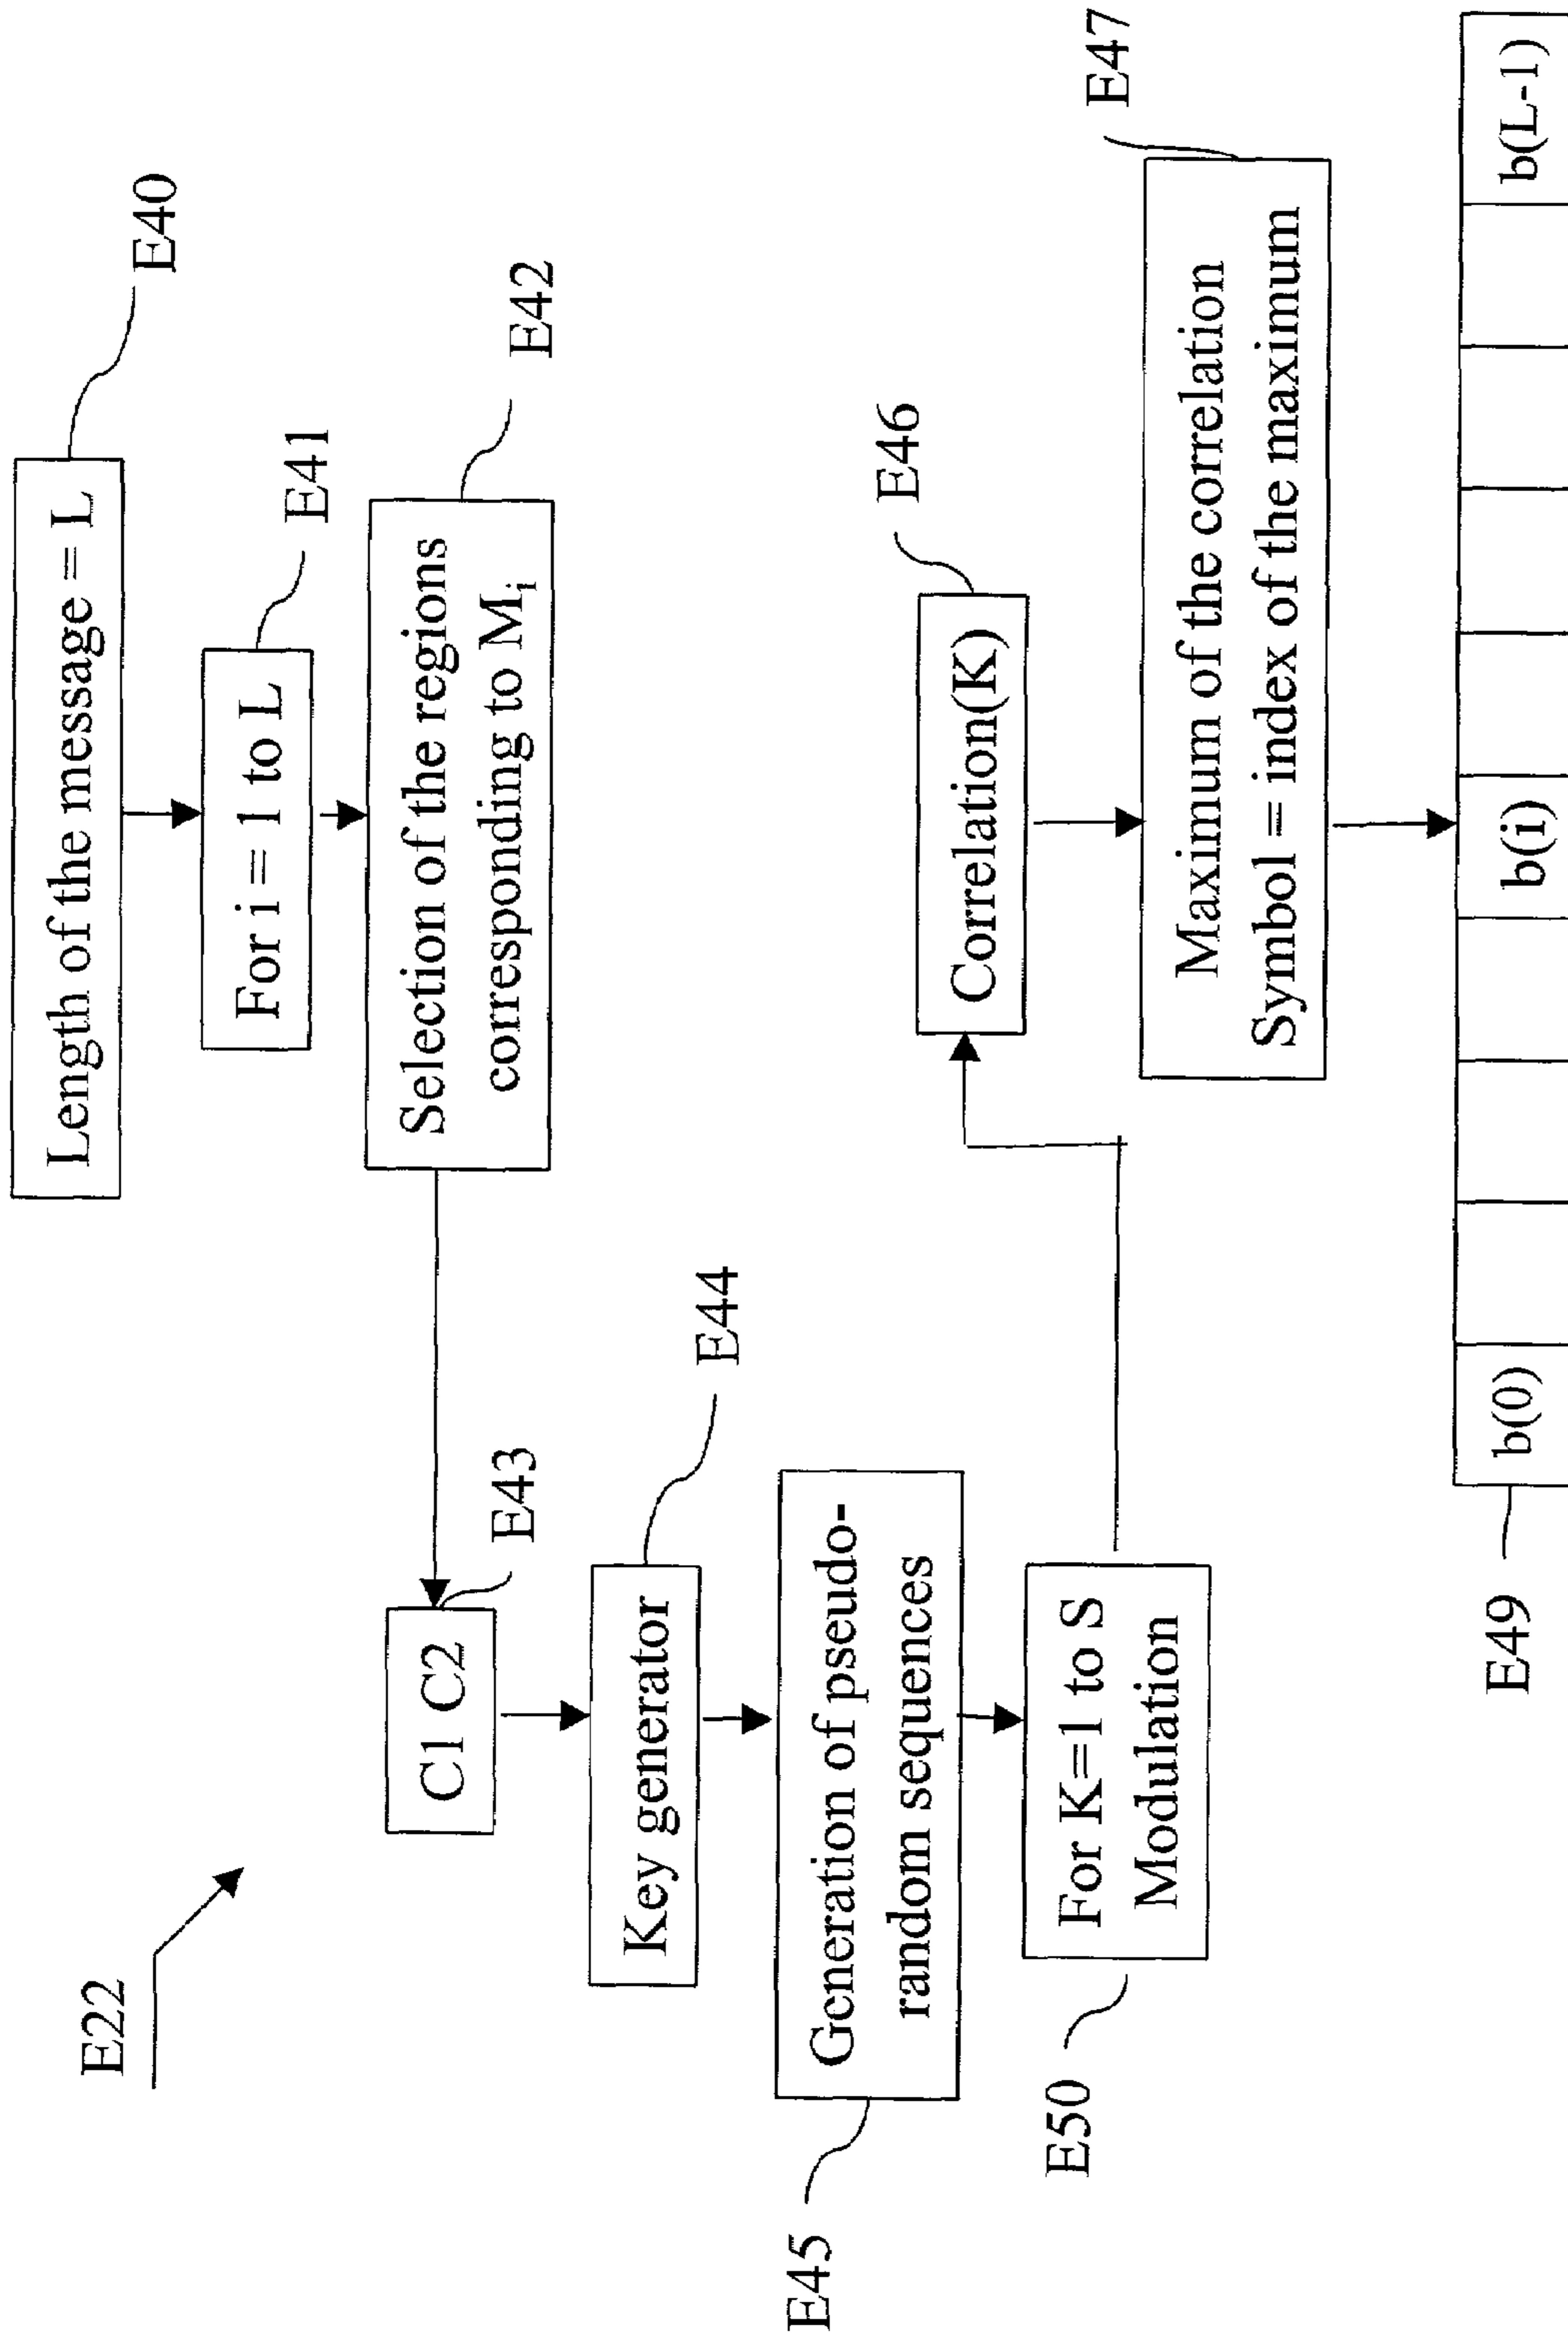 E22
Length of the message = L
E40
For i = 1 to L
E41
Selection of the regions
corresponding to Mi
E42
C1 C2
E43
Key generator
E44
Generation of pseudo-
random sequences
E45
For K=1 to S
Modulation
E50
Correlation(K)
E46
Maximum of the correlation
Symbol = index of the maximum
E47
b(0)
b(i)
b(L-1)
E49